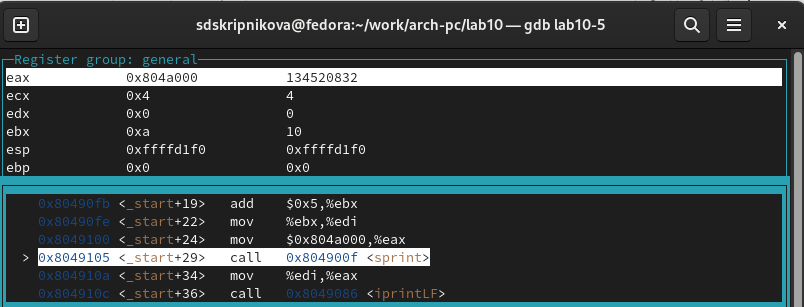 sdskripnikova@fedora:~/work/arch-pc/lab10 — gdb lab10-5
Register group: general
eax 0x804a000 134520832
ecx 0x4 4
edx 0x0 0
ebx 0xa 10
esp 0xffffd1f0 0xffffd1f0
ebp 0x0 0x0
0x80490fb <_start+19> add $0x5,%ebx
0x80490fe <_start+22> mov %ebx,%edi
0x8049100 <_start+24> mov $0x804a000,%eax
> 0x8049105 <_start+29> call 0x804900f <sprint>
0x804910a <_start+34> mov %edi,%eax
0x804910c <_start+36> call 0x8049086 <iprintLF>